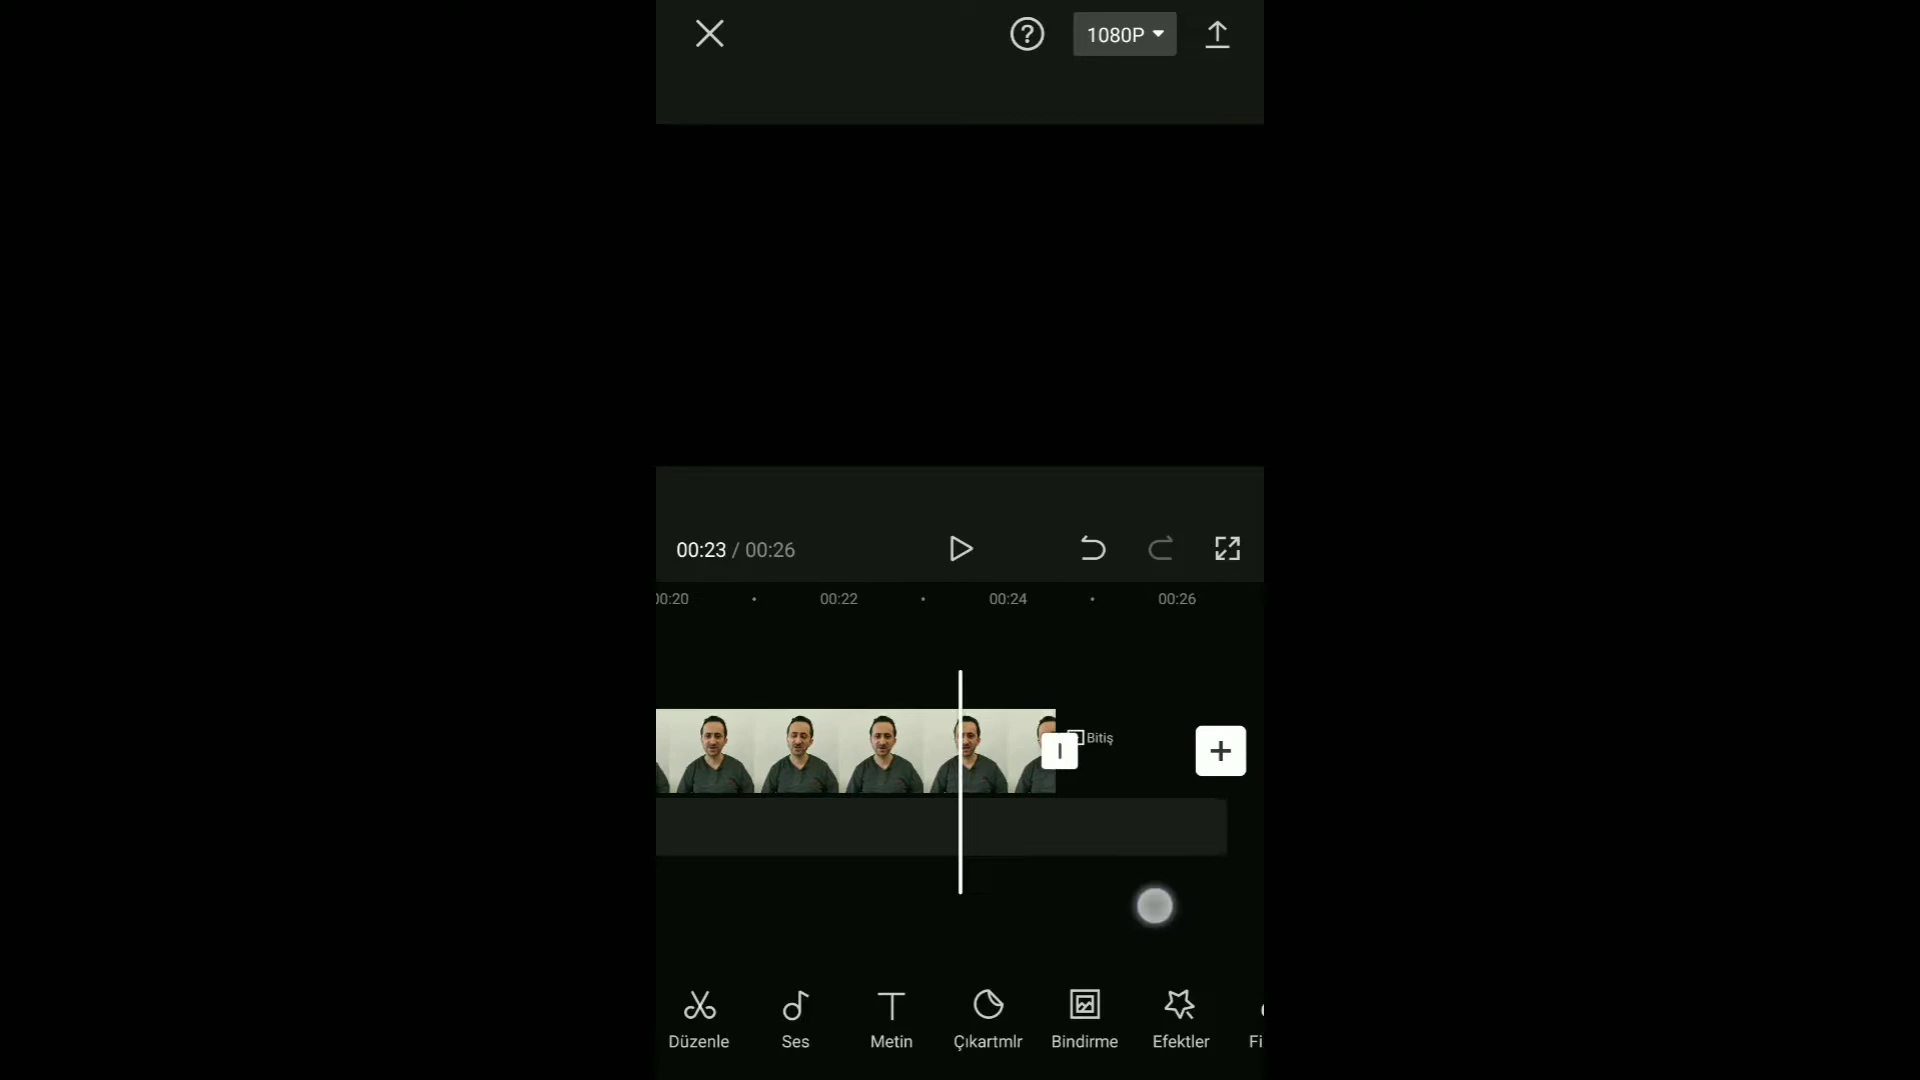 1080P
00:23 / 00:26
00:20 00:22 00:24 00:26
Bitiş
Düzenle Ses Metin Çıkartmlr Bindirme Efektler Fi